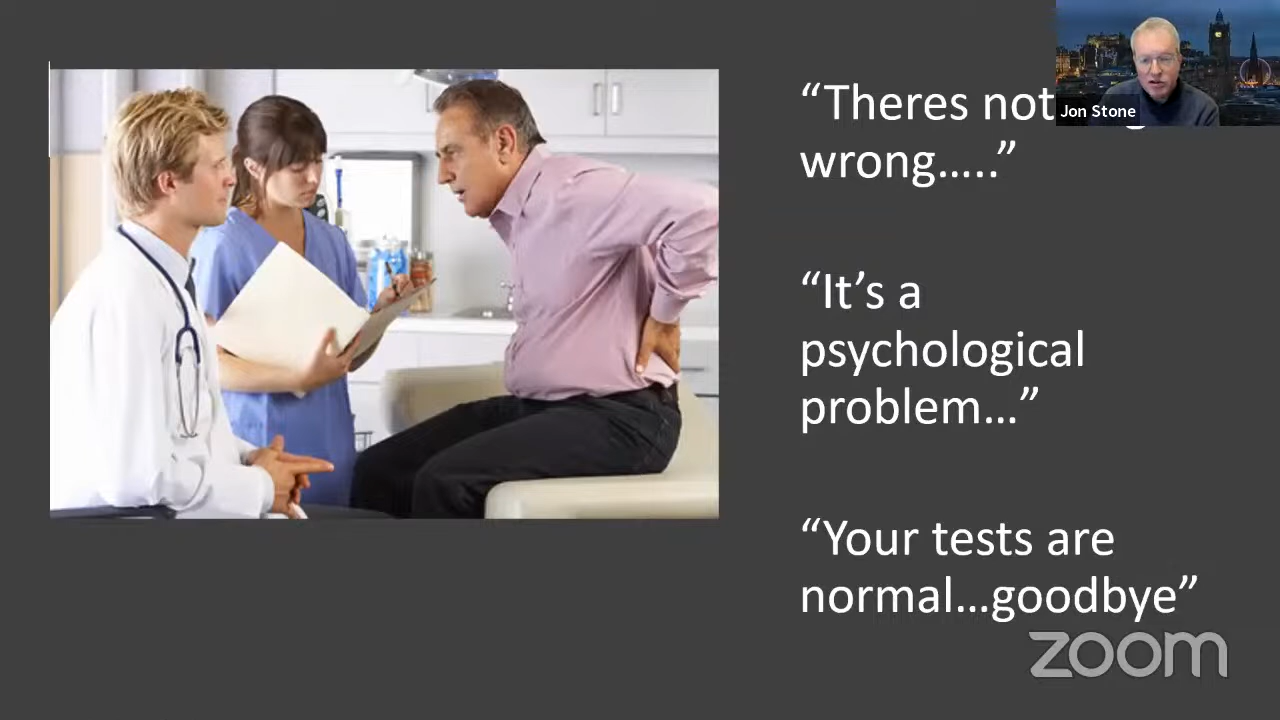 “Theres not
wrong…..”
Jon Stone
“It’s a
psychological
problem…”
“Your tests are
normal…goodbye”
zoom